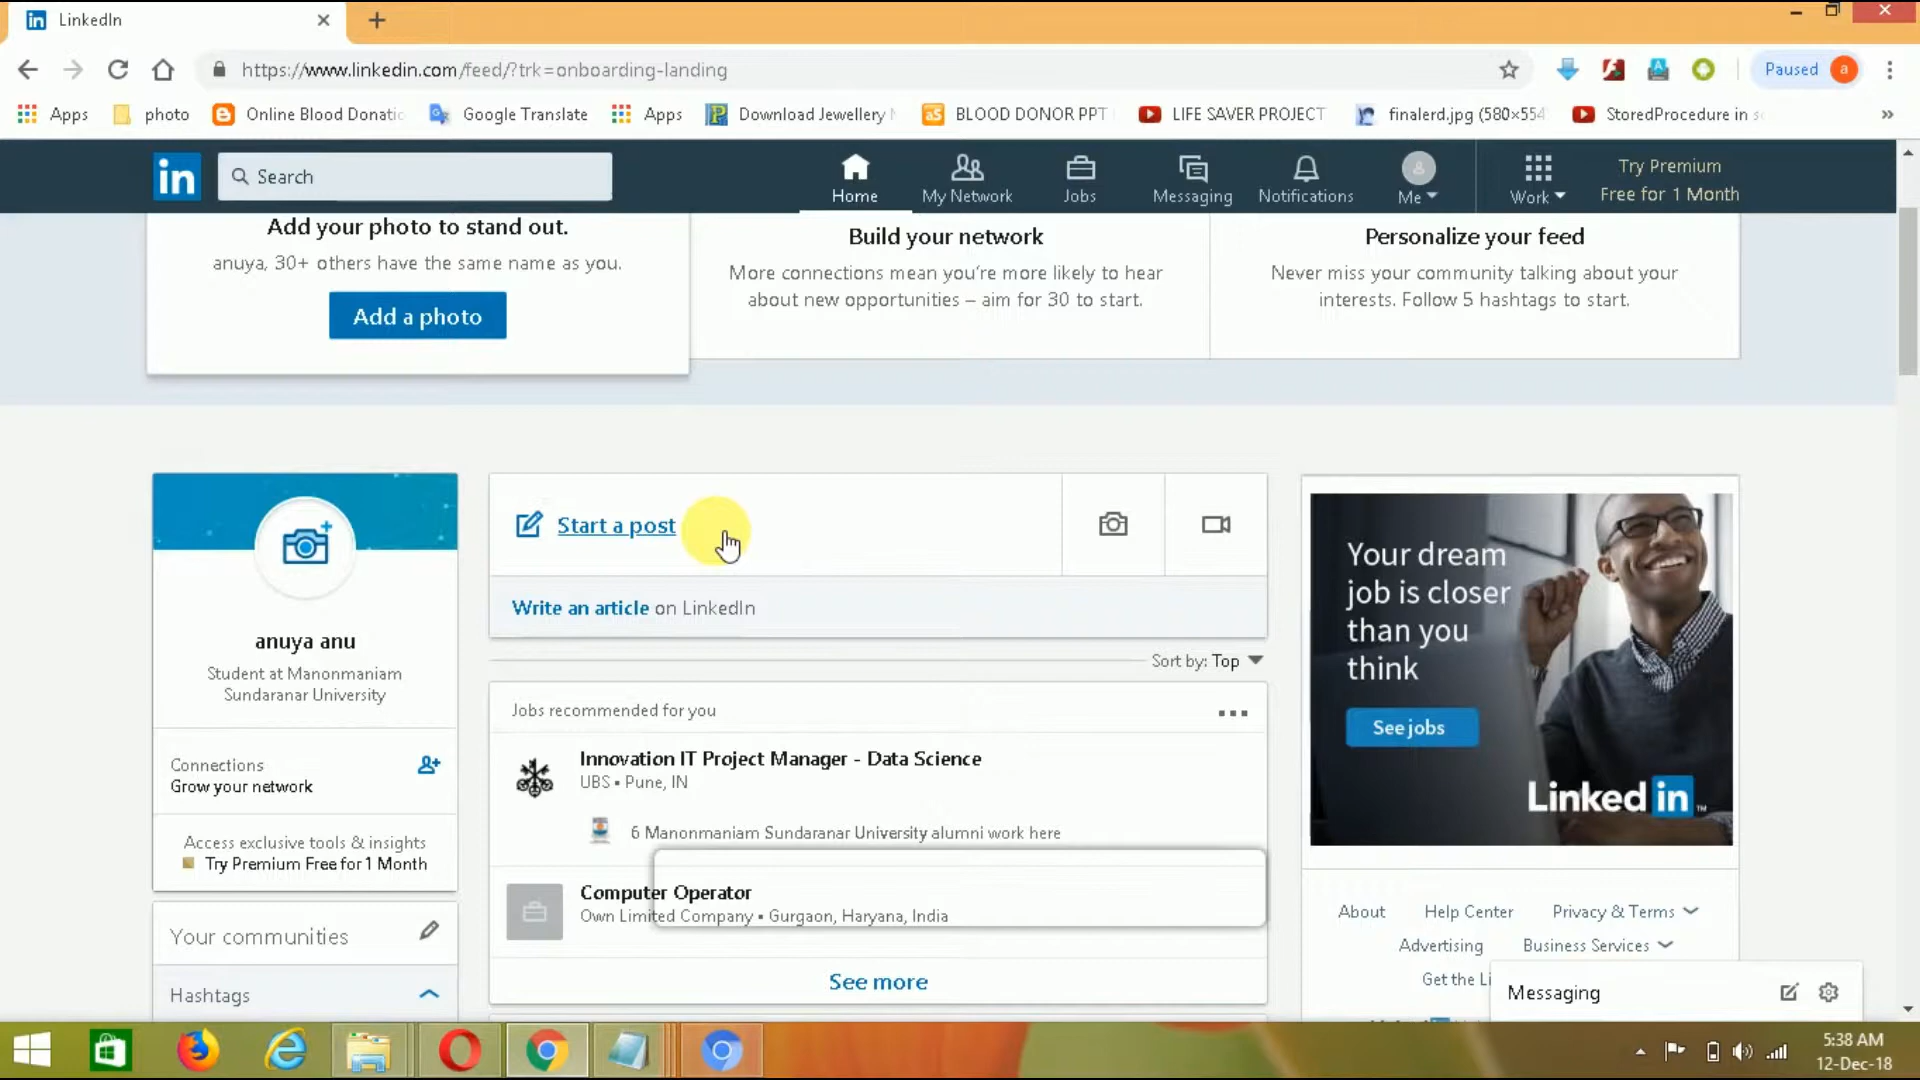 LinkedIn
https://www.linkedin.com/feed/?trk=onboarding-landing
Paused a
Apps photo Online Blood Donatic Google Translate Apps Download Jewellery BLOOD DONOR PPT LIFE SAVER PROJECT finalerd.jpg (580×554 StoredProcedure in s
in Search
Home My Network Jobs Messaging Notifications Me Work
Try Premium
Free for 1 Month
Add your photo to stand out.
anuya, 30+ others have the same name as you.
Add a photo
Build your network
More connections mean you're more likely to hear
about new opportunities – aim for 30 to start.
Personalize your feed
Never miss your community talking about your
interests. Follow 5 hashtags to start.
anuya anu
Student at Manonmaniam
Sundaranar University
Connections
Grow your network
Access exclusive tools & insights
Try Premium Free for 1 Month
Your communities
Hashtags
Start a post
Write an article on LinkedIn
Sort by: Top
Jobs recommended for you
Innovation IT Project Manager - Data Science
UBS • Pune, IN
6 Manonmaniam Sundaranar University alumni work here
Computer Operator
Own Limited Company • Gurgaon, Haryana, India
See more
Your dream
job is closer
than you
think
See jobs
Linked in
About Help Center Privacy & Terms
Advertising Business Services
Get the Li
Messaging
5:38 AM
12-Dec-18